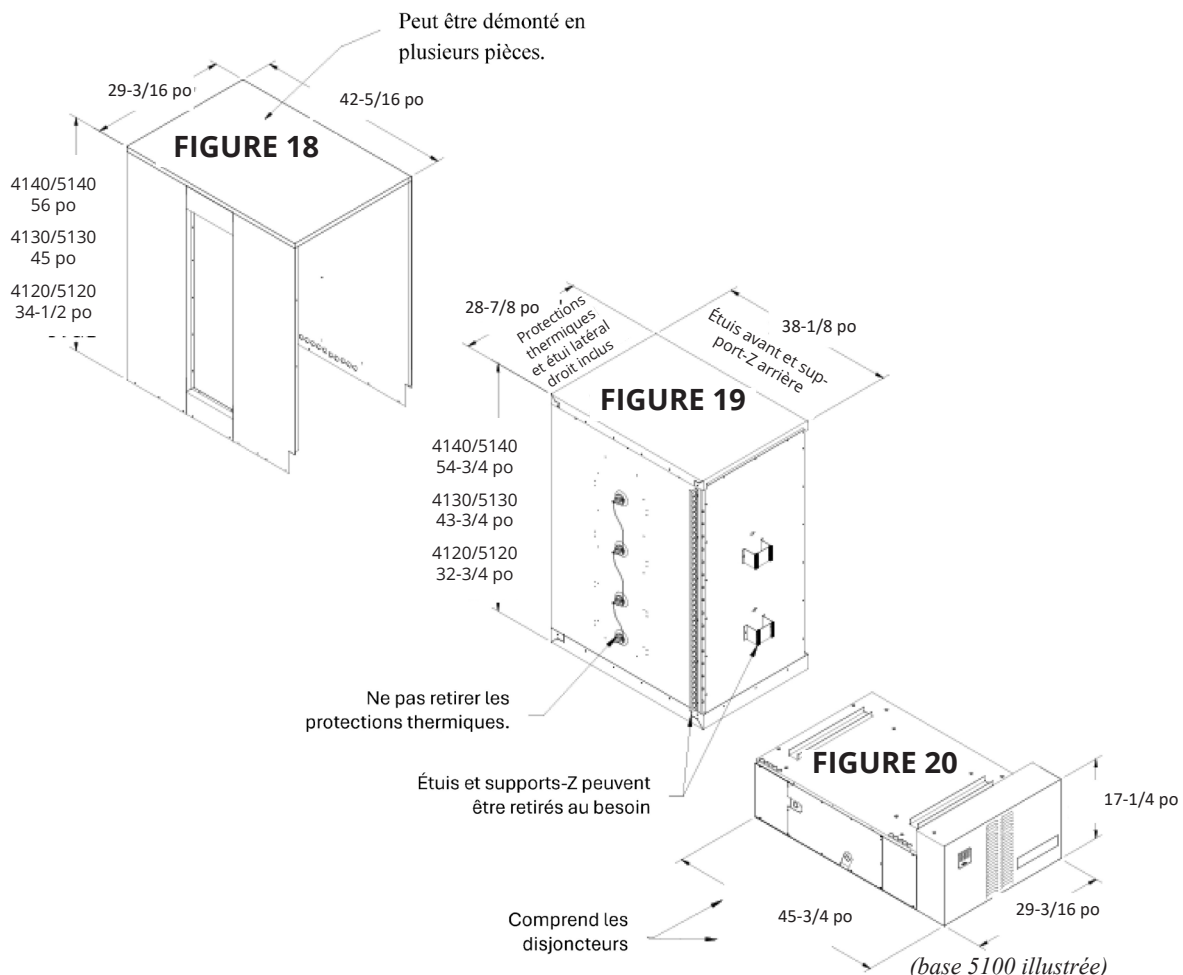 Peut être démonté en
plusieurs pièces.
29-3/16 po
42-5/16 po
FIGURE 18
4140/5140
56 po
4130/5130
45 po
4120/5120
34-1/2 po
28-7/8 po
Protections
thermiques
et étui latéral
droit inclus
Étuis avant et sup-
port-Z arrière
38-1/8 po
FIGURE 19
4140/5140
54-3/4 po
4130/5130
43-3/4 po
4120/5120
32-3/4 po
Ne pas retirer les
protections thermiques.
Étuis et supports-Z peuvent
être retirés au besoin
FIGURE 20
17-1/4 po
29-3/16 po
45-3/4 po
Comprend les
disjoncteurs
(base 5100 illustrée)